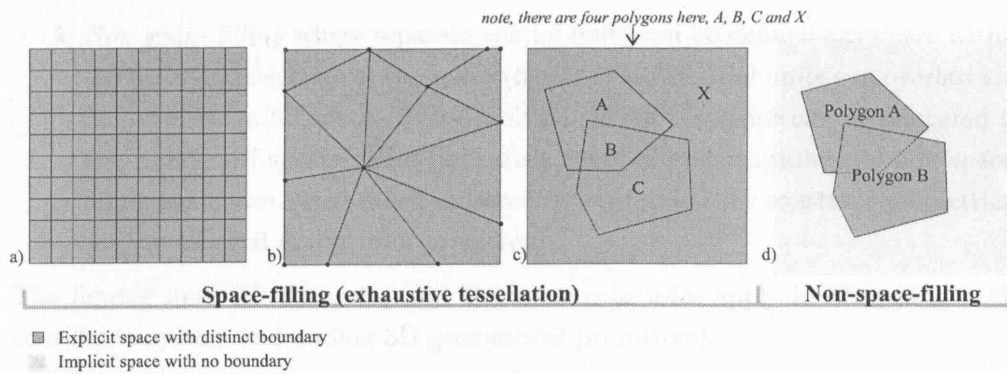 note, there are four polygons here, A, B, C and X
A
X
B
C
Polygon A
Polygon B
a)
b)
c)
d)
Space-filling (exhaustive tessellation)
Non-space-filling
Explicit space with distinct boundary
Implicit space with no boundary